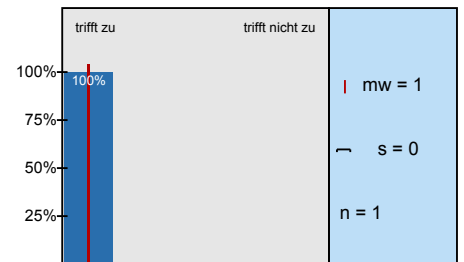 trifft zu trifft nicht zu
100%
100%
75%
50%
25%
mw = 1
s = 0
n = 1